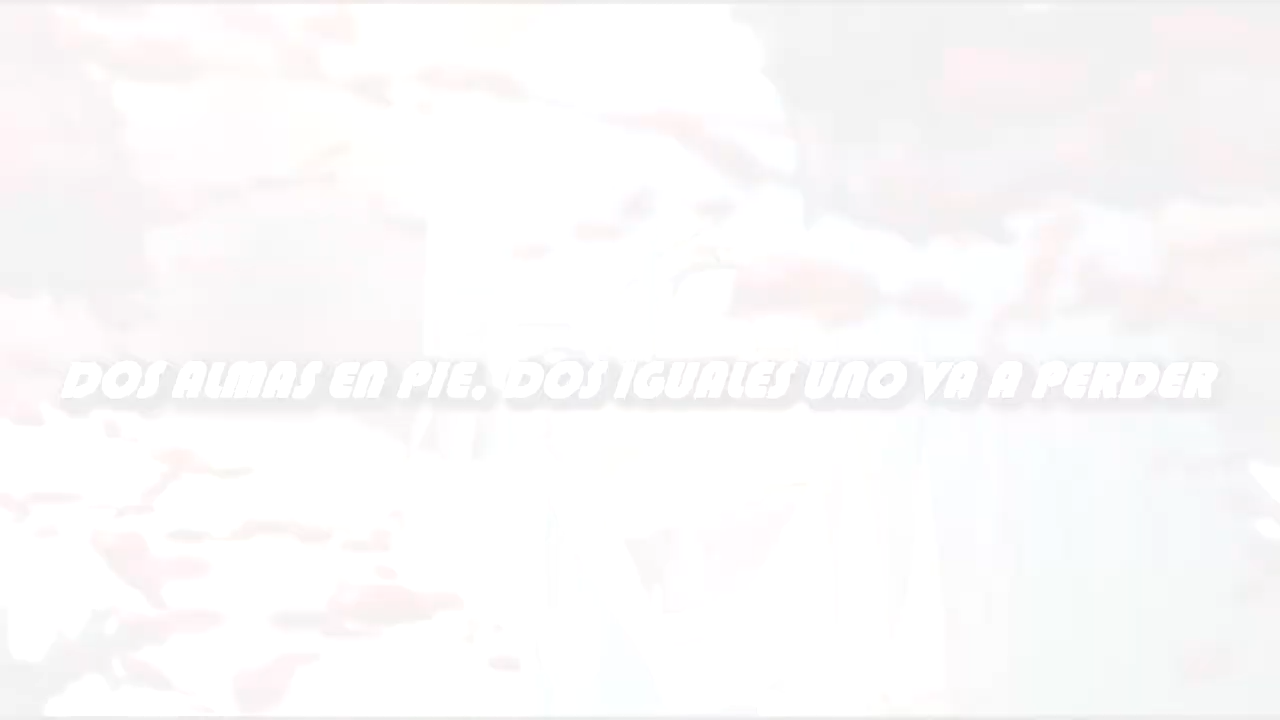 DOS ALMAS EN PIE. DOS IGUALES UNO VA A PERDER